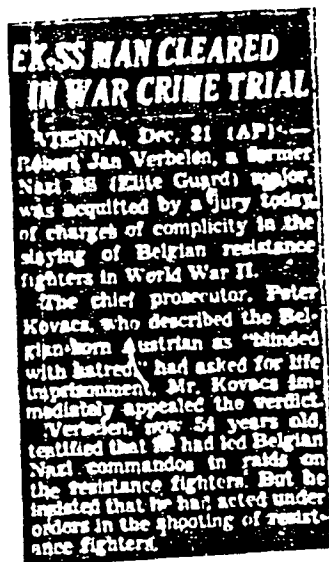 EX-SS MAN CLEARED
IN WAR CRIME TRIAL
VIENNA, Dec. 21 (AP) —
Robert Jan Verbelen, a former
Nazi SS (Elite Guard) major,
was acquitted by a jury today
of charges of complicity in the
slaying of Belgian resistance
fighters in World War II.
The chief prosecutor, Peter
Kovacs, who described the Bel-
gian-born Austrian as "blinded
with hatred," had asked for life
imprisonment. Mr. Kovacs im-
mediately appealed the verdict.
Verbelen, now 54 years old,
testified that he had led Belgian
Nazi commandos in raids on
the resistance fighters. But he
insisted that he had acted under
orders in the shooting of resist-
ance fighters.